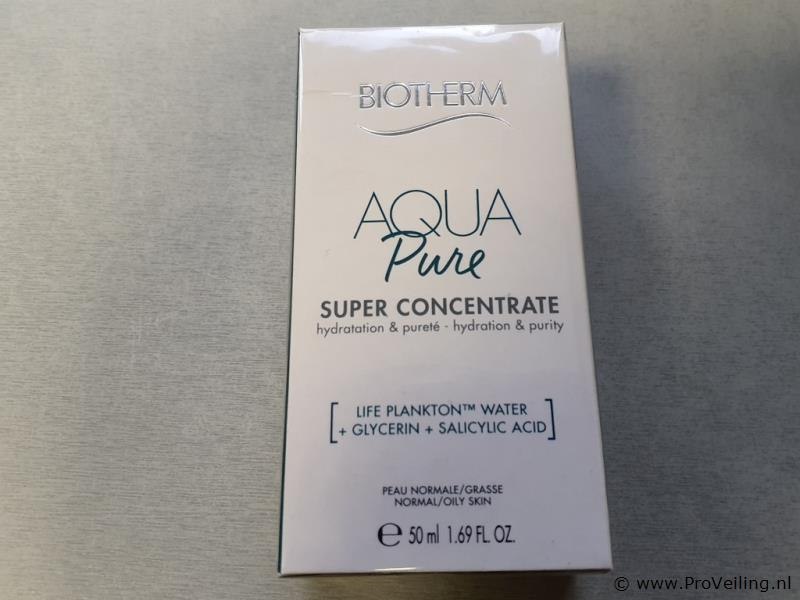 BIOTHERM
AQUA
Pure
SUPER CONCENTRATE
hydratation & pureté - hydration & purity
[LIFE PLANKTON™ WATER
+ GLYCERIN + SALICYLIC ACID]
PEAU NORMALE/GRASSE
NORMAL/OILY SKIN
℮ 50 ml 1.69 FL. OZ.
© www.ProVeiling.nl